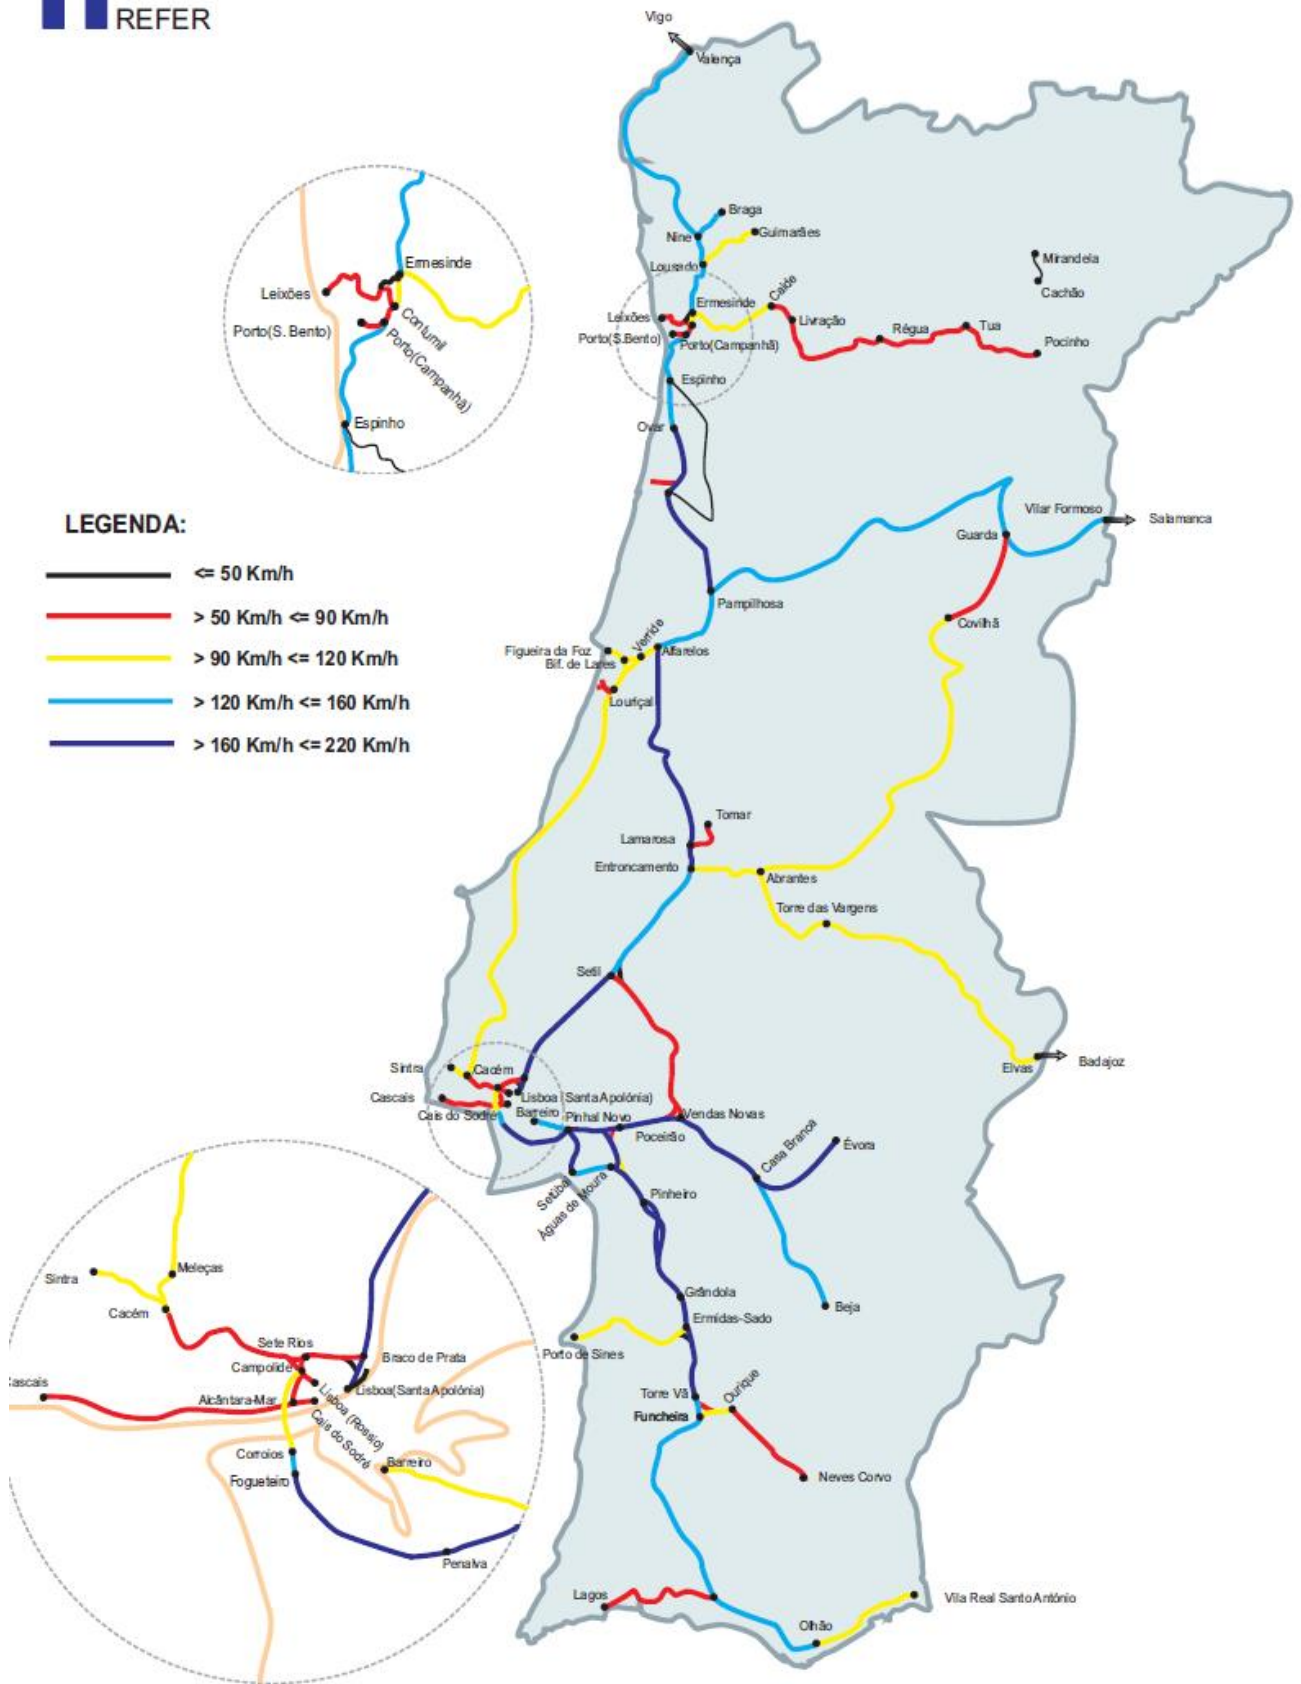 REFER
Vigo
Valença
Braga
Nine
Guimarães
Lousado
Mirandela
Cachão
Ermesinde
Caide
Leixões
Livração
Porto(S.Bento)
Porto(Campanhã)
Régua
Tua
Pocinho
Espinho
Ovar
Ermesinde
Leixões
Contumil
Porto(S. Bento)
Porto(Campanhã)
Espinho
LEGENDA:
<= 50 Km/h
> 50 Km/h <= 90 Km/h
> 90 Km/h <= 120 Km/h
> 120 Km/h <= 160 Km/h
> 160 Km/h <= 220 Km/h
Vilar Formoso
Salamanca
Guarda
Pampilhosa
Covilhã
Verride
Figueira da Foz
Alfarelos
Bif. de Lares
Louriçal
Tomar
Lamarosa
Entroncamento
Abrantes
Torre das Vargens
Setil
Elvas
Badajoz
Sintra
Cacém
Cascais
Lisboa (Santa Apolónia)
Cais do Sodré
Barreiro
Pinhal Novo
Vendas Novas
Poceirão
Casa Branca
Évora
Setúba
Águas de Moura
Pinheiro
Grândola
Ermidas-Sado
Beja
Porto de Sines
Torre Vã
Ourique
Funcheira
Neves Corvo
Lagos
Vila Real Santo António
Olhão
Meleças
Sintra
Cacém
Sete Rios
Braco de Prata
Campolide
ascais
Lisboa(Santa Apolónia)
Alcântara-Mar
Lisboa (Rossio)
Cais do Sodré
Corroios
Barreiro
Fogueteiro
Penalva